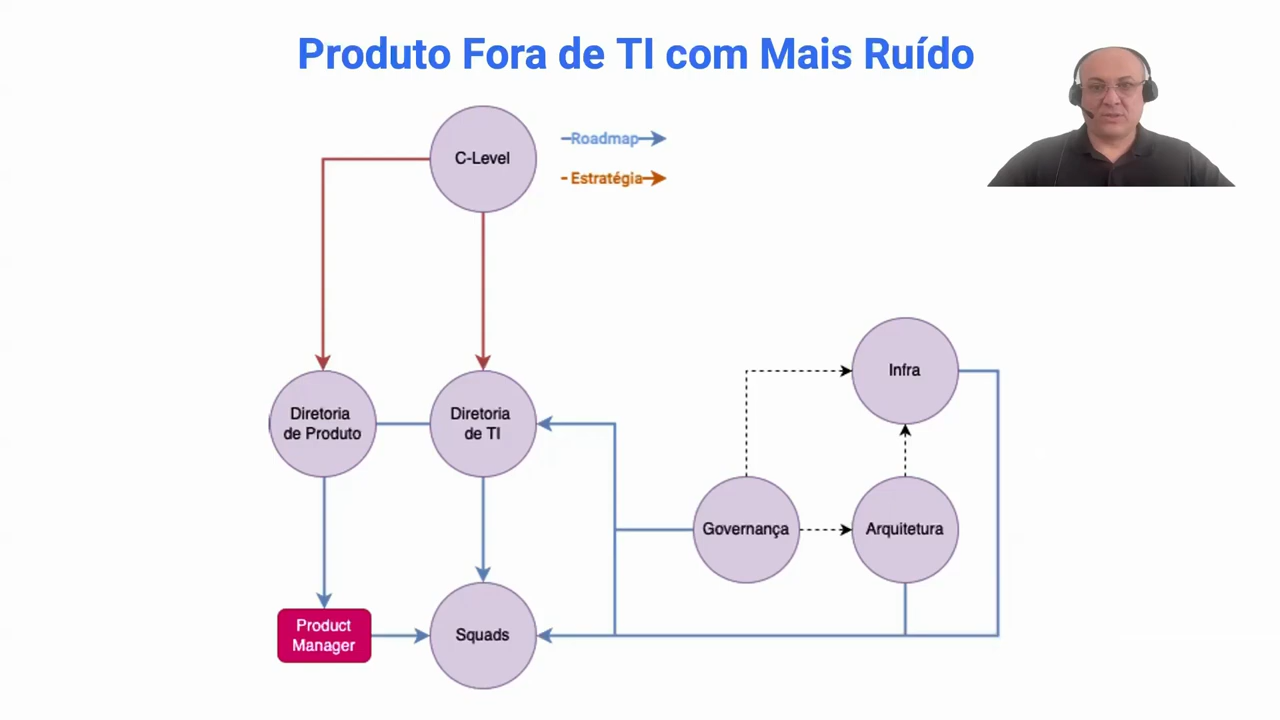 Produto Fora de TI com Mais Ruído
C-Level
Roadmap
Estratégia
Diretoria
de Produto
Diretoria
de TI
Infra
Governança
Arquitetura
Product
Manager
Squads